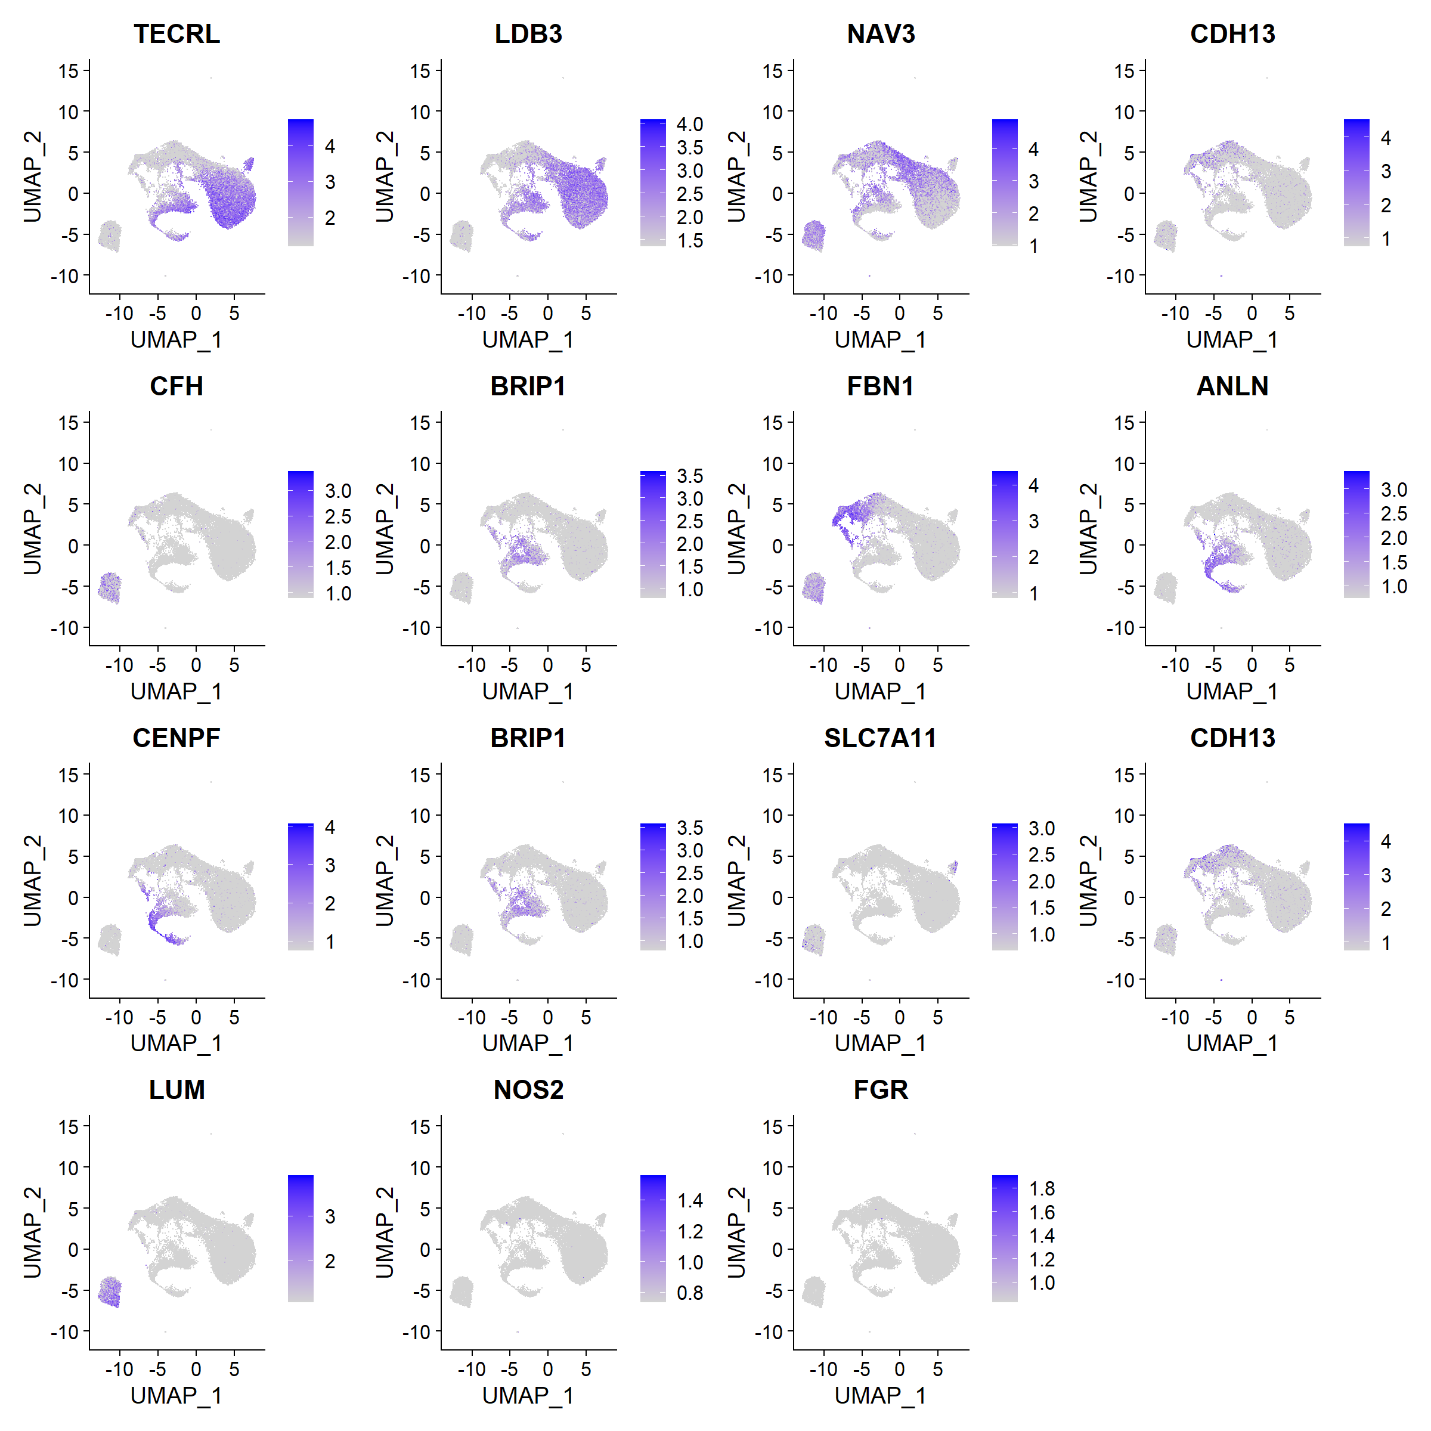 TECRL LDB3 NAV3 CDH13
15 15 15 15
10 10 10 10
5 4 5 4.0 5 4 5 4
3.5
UMAP_2 0 3 UMAP_2 0 3.0 UMAP_2 0 3 UMAP_2 0 3
2.5 2
-5 2 -5 2.0 -5 2 -5
1.5 1 1
-10 -10 -10 -10
-10 -5 0 5 -10 -5 0 5 -10 -5 0 5 -10 -5 0 5
UMAP_1 UMAP_1 UMAP_1 UMAP_1
CFH BRIP1 FBN1 ANLN
15 15 15 15
10 10 10 10
5 3.0 5 3.5 5 4 5 3.0
2.5 3.0 2.5
UMAP_2 0 2.0 UMAP_2 0 2.5 UMAP_2 0 3 UMAP_2 0 2.0
1.5 2.0 2 1.5
-5 1.0 -5 1.5 -5 1 -5 1.0
1.0
-10 -10 -10 -10
-10 -5 0 5 -10 -5 0 5 -10 -5 0 5 -10 -5 0 5
UMAP_1 UMAP_1 UMAP_1 UMAP_1
CENPF BRIP1 SLC7A11 CDH13
15 15 15 15
10 10 10 10
5 4 5 3.5 5 3.0 5 4
3.0 2.5
UMAP_2 0 3 UMAP_2 0 2.5 UMAP_2 0 2.0 UMAP_2 0 3
2 2.0 1.5 2
-5 1 -5 1.5 -5 1.0 -5 1
1.0
-10 -10 -10 -10
-10 -5 0 5 -10 -5 0 5 -10 -5 0 5 -10 -5 0 5
UMAP_1 UMAP_1 UMAP_1 UMAP_1
LUM NOS2 FGR
15 15 15
10 10 10
5 5 1.4 5 1.8
3 1.2 1.6
UMAP_2 0 UMAP_2 0 UMAP_2 0 1.4
2 1.0 1.2
-5 -5 0.8 -5 1.0
-10 -10 -10
-10 -5 0 5 -10 -5 0 5 -10 -5 0 5
UMAP_1 UMAP_1 UMAP_1